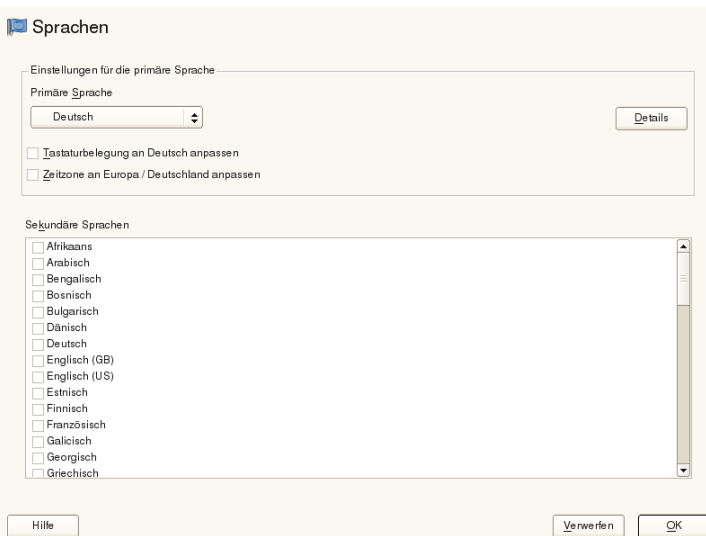 Sprachen
Einstellungen für die primäre Sprache
Primäre Sprache
Deutsch
Details
Tastaturbelegung an Deutsch anpassen
Zeitzone an Europa / Deutschland anpassen
Sekundäre Sprachen
Afrikaans
Arabisch
Bengalisch
Bosnisch
Bulgarisch
Dänisch
Deutsch
Englisch (GB)
Englisch (US)
Estnisch
Finnisch
Französisch
Galicisch
Georgisch
Griechisch
Hilfe
Verwerfen
OK